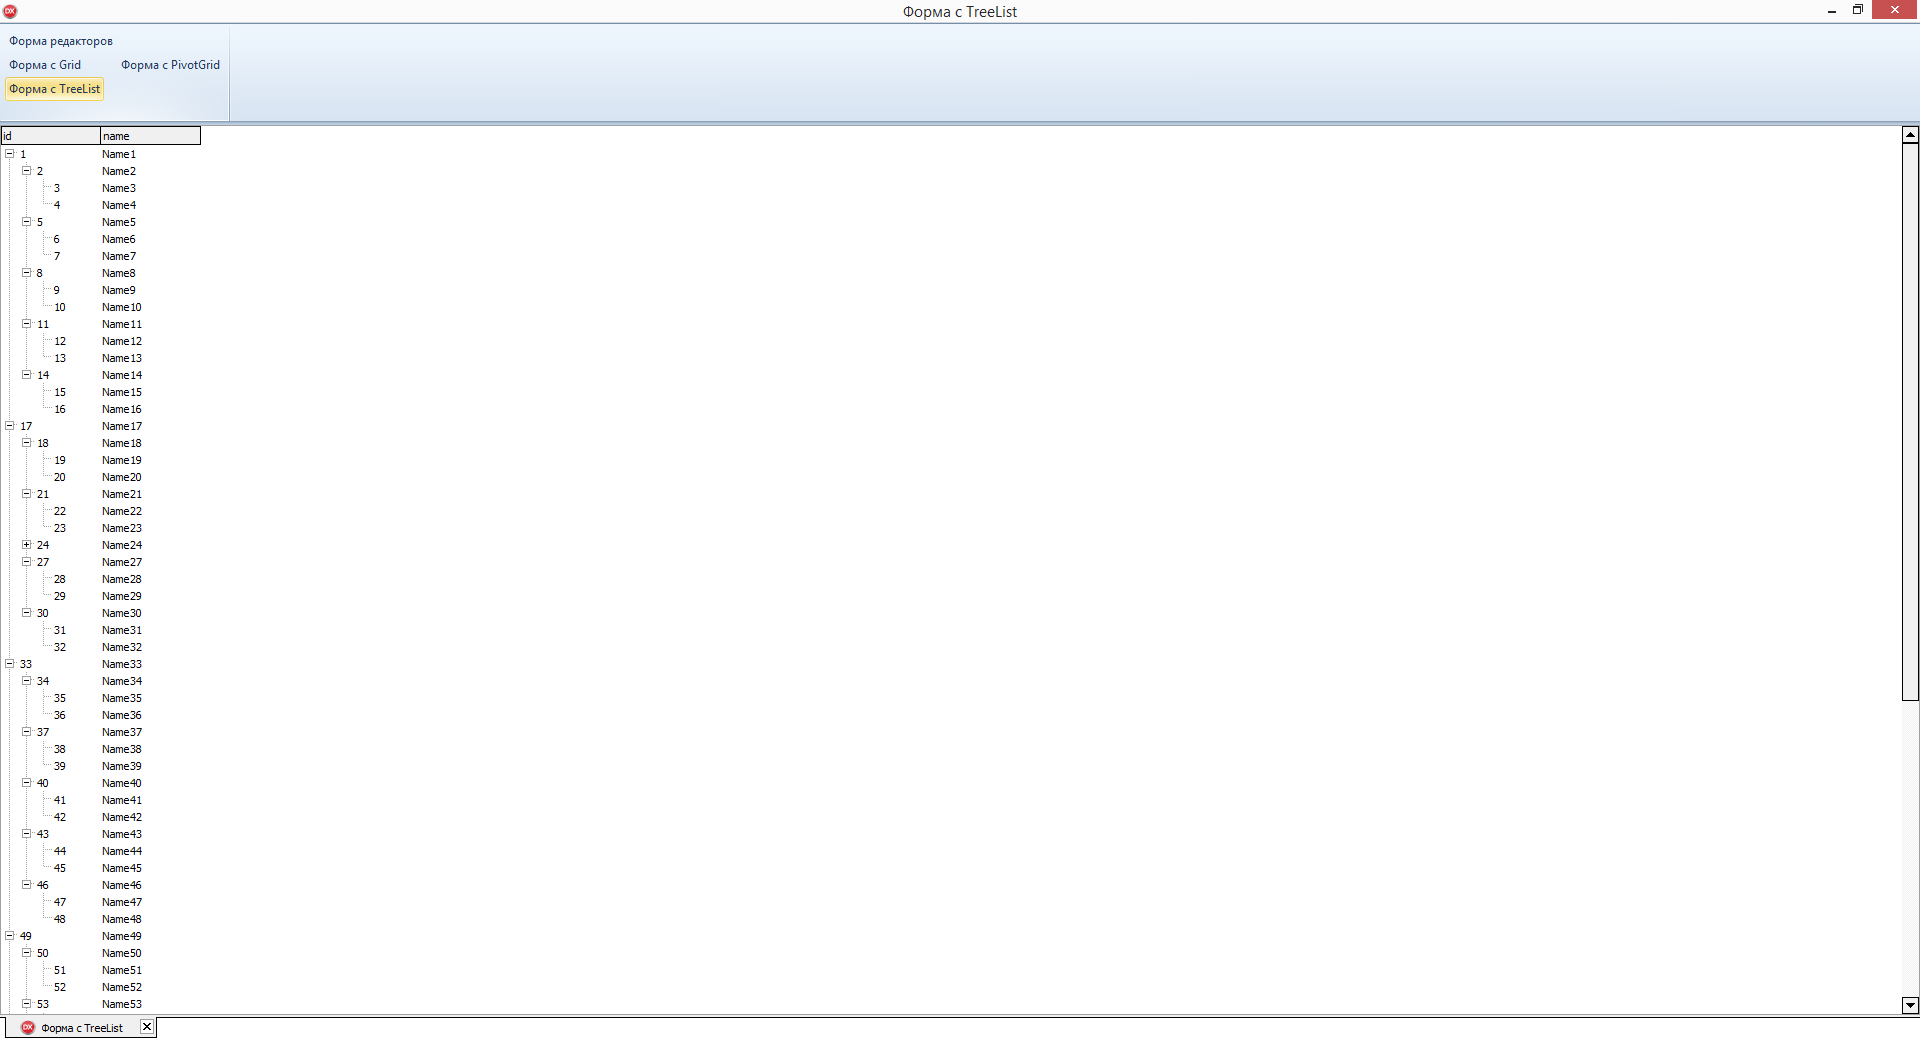 DX Форма с TreeList
Форма редакторов
Форма с Grid Форма с PivotGrid
Форма с TreeList
id name
1 Name1
2 Name2
3 Name3
4 Name4
5 Name5
6 Name6
7 Name7
8 Name8
9 Name9
10 Name10
11 Name11
12 Name12
13 Name13
14 Name14
15 Name15
16 Name16
17 Name17
18 Name18
19 Name19
20 Name20
21 Name21
22 Name22
23 Name23
24 Name24
27 Name27
28 Name28
29 Name29
30 Name30
31 Name31
32 Name32
33 Name33
34 Name34
35 Name35
36 Name36
37 Name37
38 Name38
39 Name39
40 Name40
41 Name41
42 Name42
43 Name43
44 Name44
45 Name45
46 Name46
47 Name47
48 Name48
49 Name49
50 Name50
51 Name51
52 Name52
53 Name53
DX Форма с TreeList